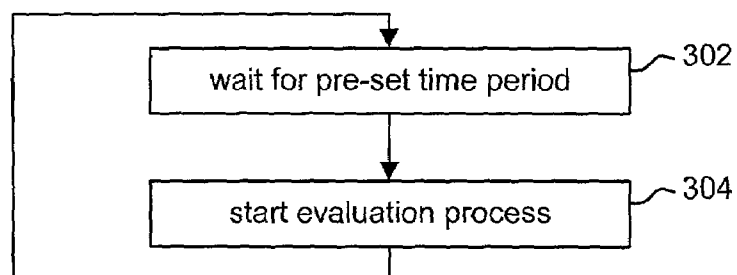 wait for pre-set time period
302
start evaluation process
304